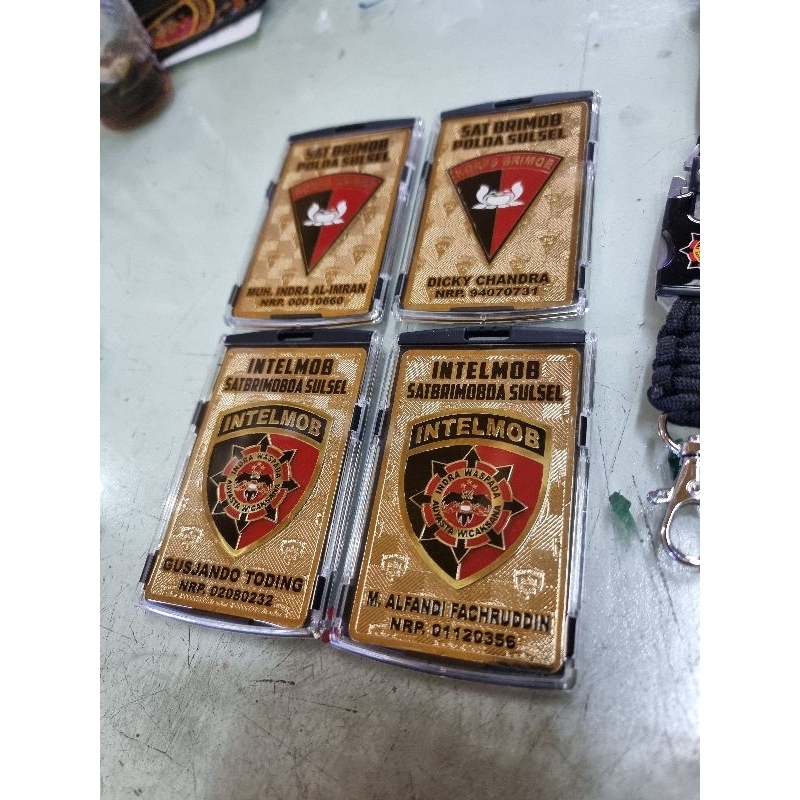 SAT BRIMOB
POLDA SULSEL
MUH. INDRA AL-IMRAN
NRP. 00010660
SAT BRIMOB
POLDA SULSEL
KORPS BRIMOB
DICKY CHANDRA
NRP. 94070731
INTELMOB
SATBRIMOBDA SULSEL
INTELMOB
INDRA WASPADA
GUSJANDO TODING
NRP. 02080232
INTELMOB
SATBRIMOBDA SULSEL
INTELMOB
INDRA WASPADA
WICAKSANA
M. ALFANDI FACHRUDDIN
NRP. 01120356